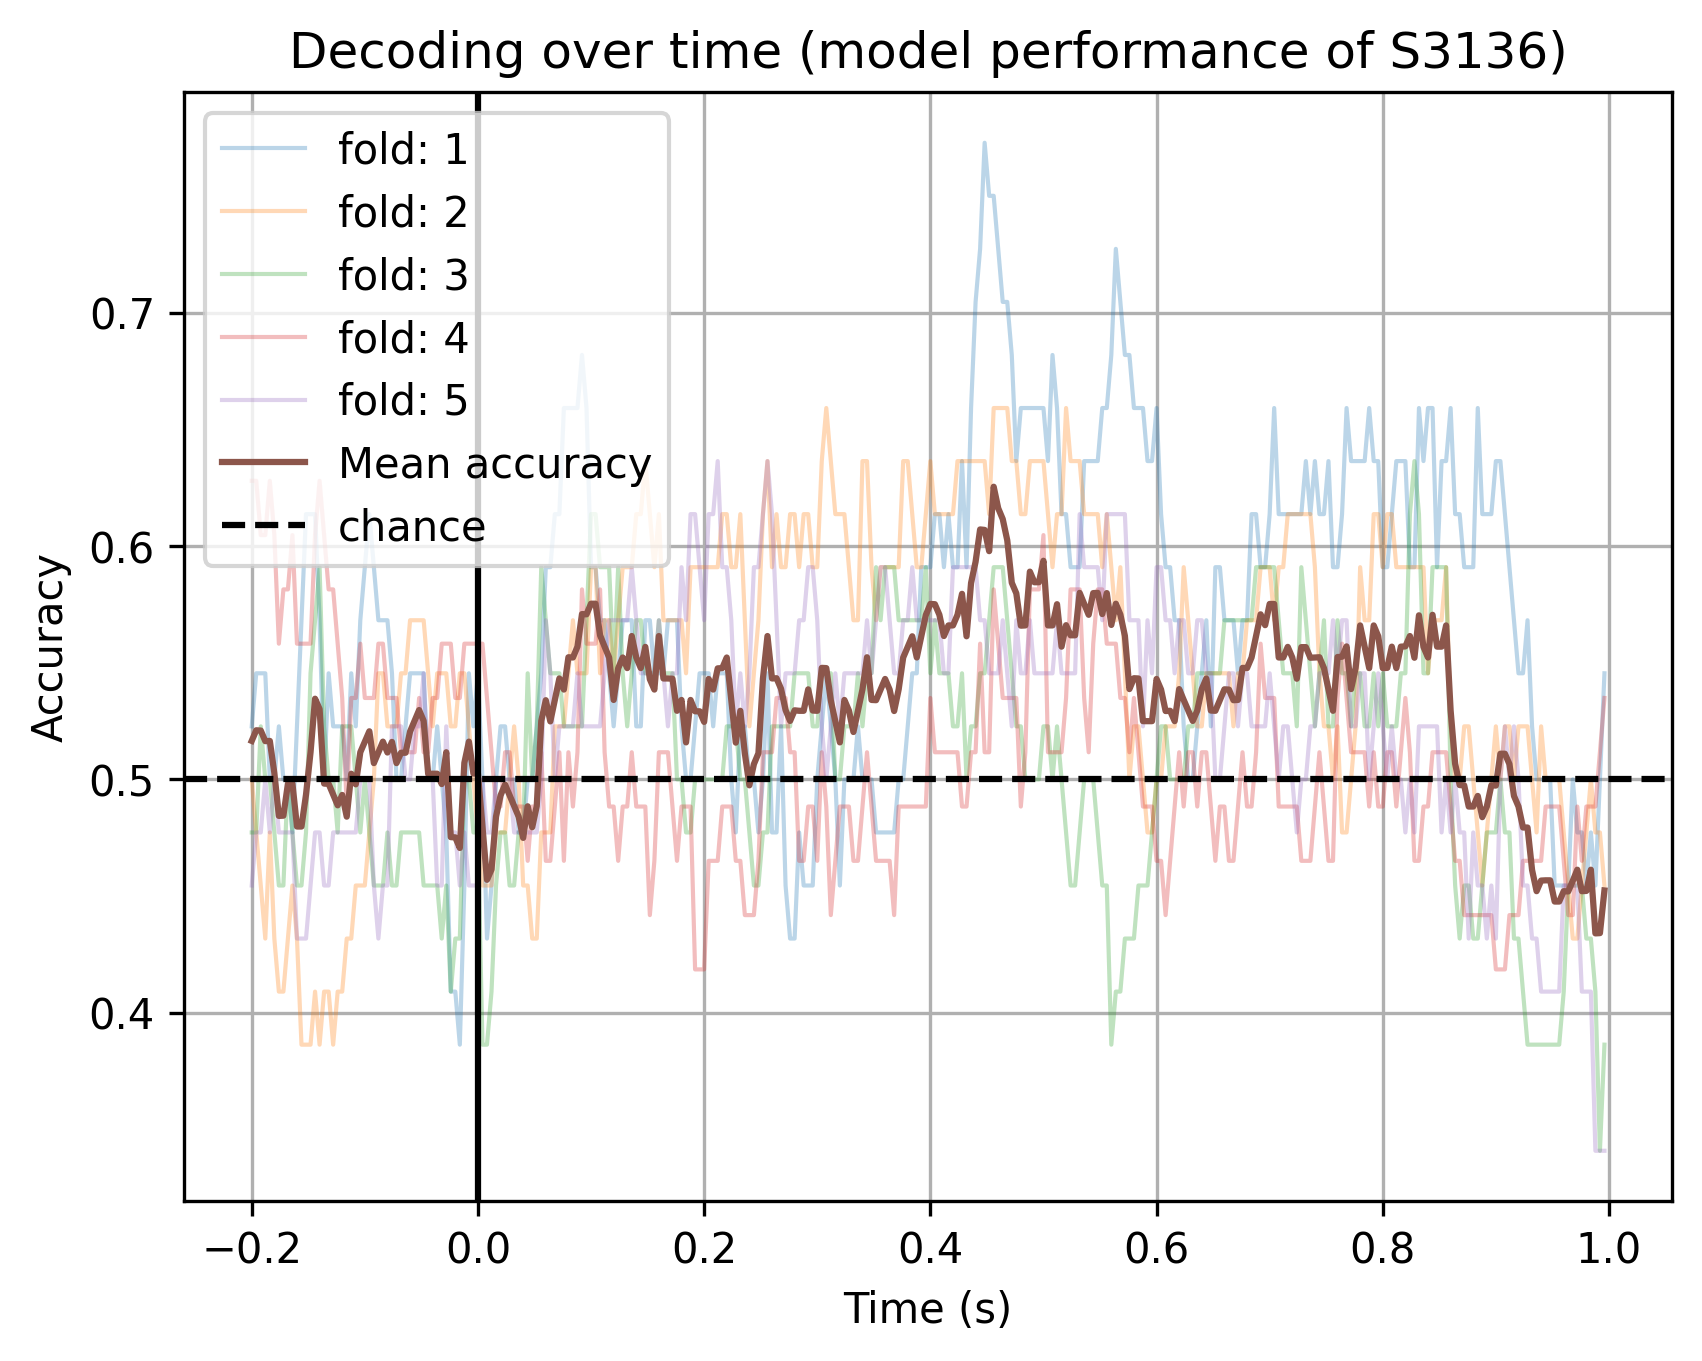 Decoding over time (model performance of S3136)
fold: 1
fold: 2
fold: 3
fold: 4
fold: 5
Mean accuracy
chance
Accuracy
0.7
0.6
0.5
0.4
−0.2 0.0 0.2 0.4 0.6 0.8 1.0
Time (s)